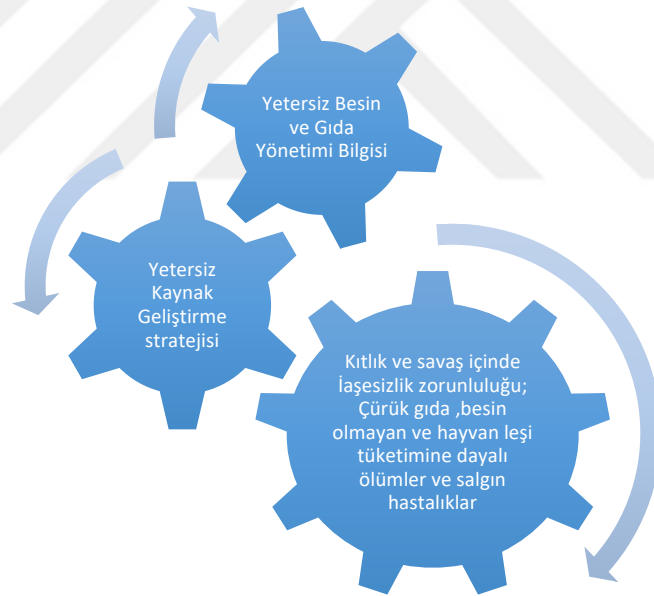 Yetersiz Besin
ve Gıda
Yönetimi Bilgisi
Yetersiz
Kaynak
Geliştirme
stratejisi
Kıtlık ve savaş içinde
İaşesizlik zorunluluğu;
Çürük gıda ,besin
olmayan ve hayvan leşi
tüketimine dayalı
ölümler ve salgın
hastalıklar